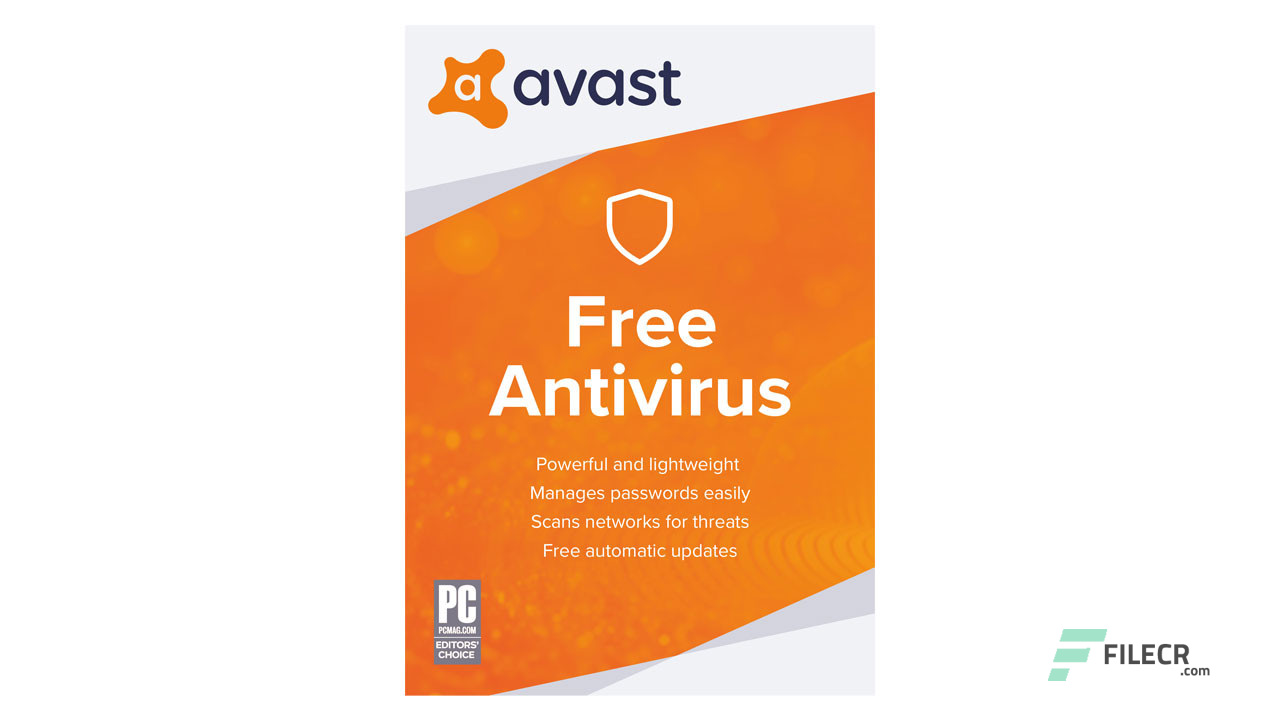 a avast
Free
Antivirus
Powerful and lightweight
Manages passwords easily
Scans networks for threats
Free automatic updates
PC
PCMAG.COM
EDITORS'
CHOICE
FILECR
.com